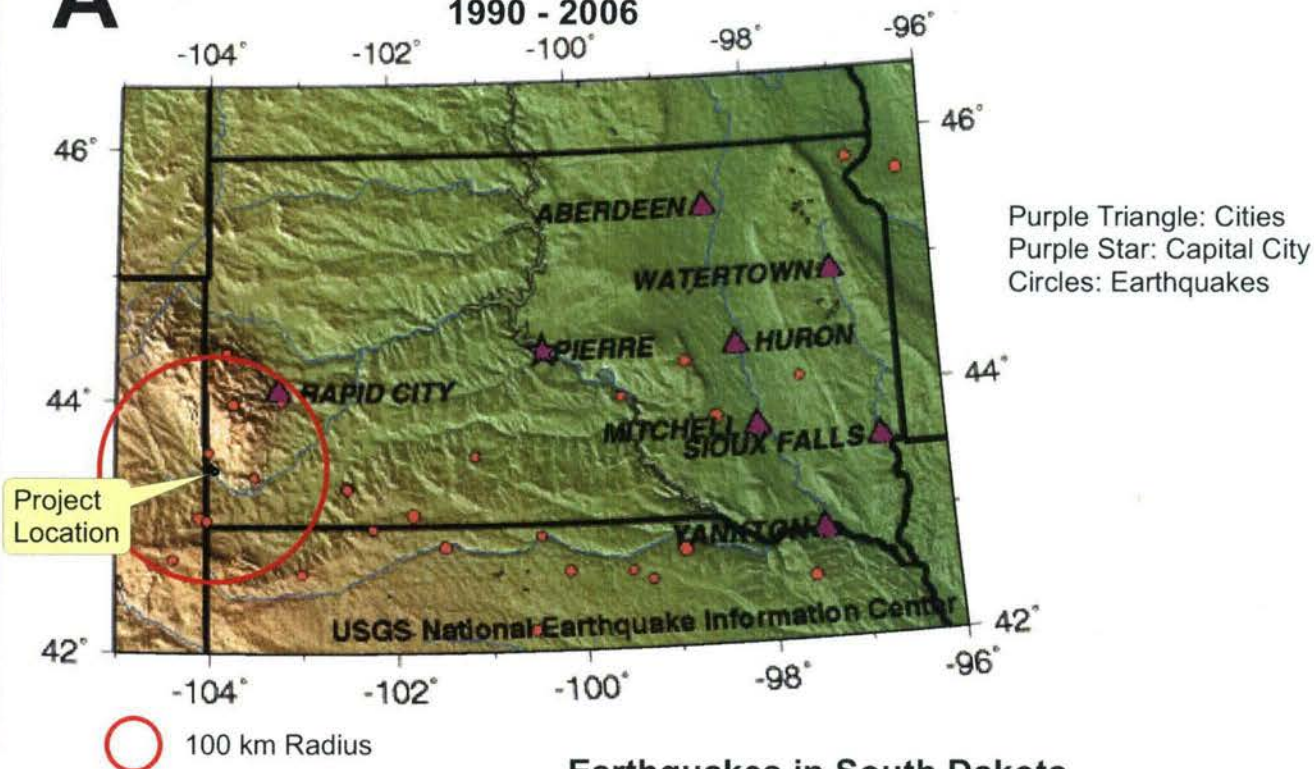 A
1990 - 2006
-104° -102° -100° -98° -96°
46° 46°
ABERDEEN
Purple Triangle: Cities
Purple Star: Capital City
Circles: Earthquakes
WATERTOWN
PIERRE HURON
44° RAPID CITY 44°
MITCHELL
SIOUX FALLS
Project
Location
YANKTON
USGS National Earthquake Information Center
42° 42°
-104° -102° -100° -98° -96°
100 km Radius
Earthquakes in South Dakota